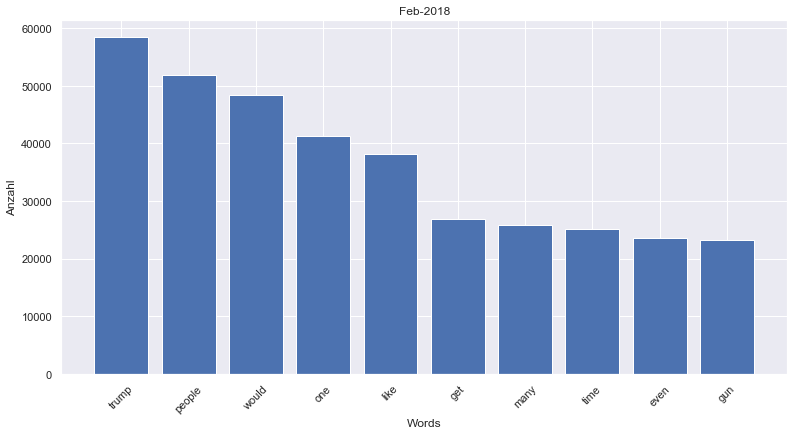 Feb-2018
Anzahl
60000
50000
40000
30000
20000
10000
0
trump
people
would
one
like
get
many
time
even
gun
Words